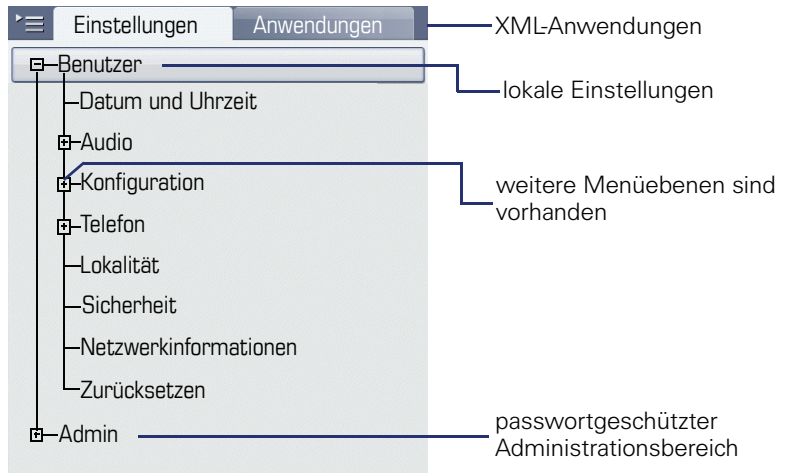 Einstellungen Anwendungen
XML-Anwendungen
Benutzer
lokale Einstellungen
Datum und Uhrzeit
Audio
Konfiguration
weitere Menüebenen sind
vorhanden
Telefon
Lokalität
Sicherheit
Netzwerkinformationen
Zurücksetzen
Admin
passwortgeschützter
Administrationsbereich